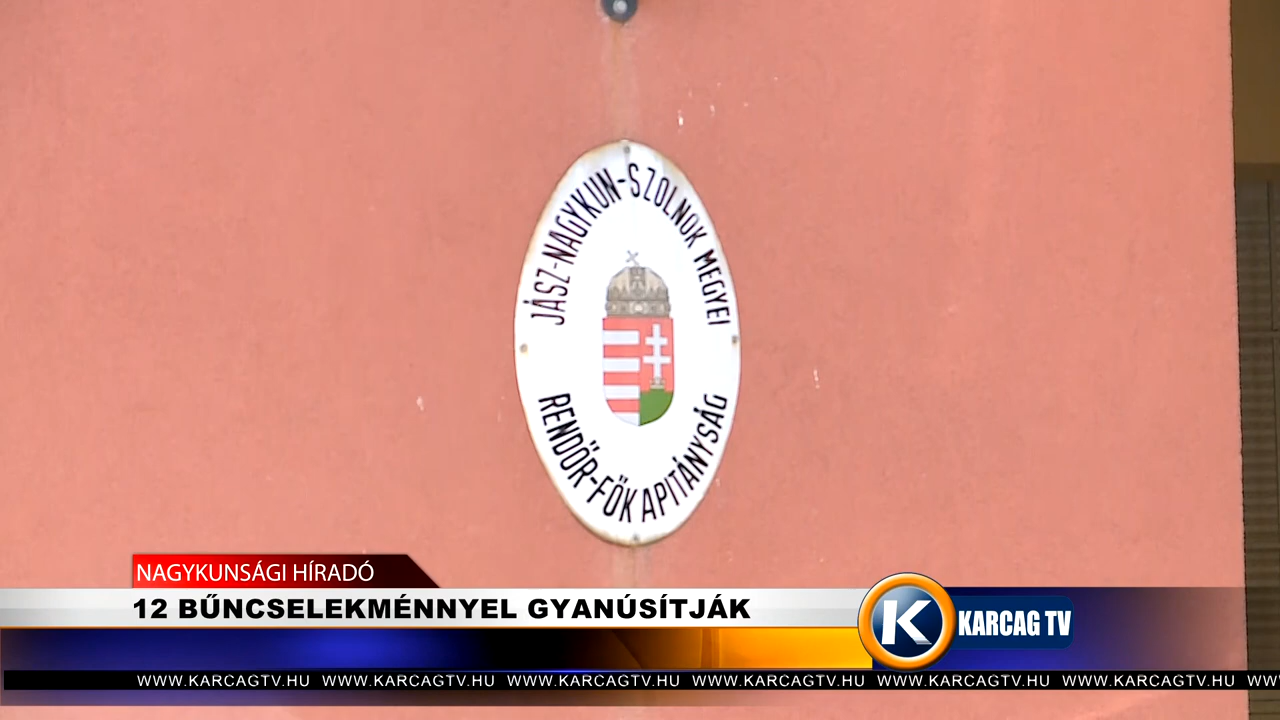 JÁSZ-NAGYKUN-SZOLNOK MEGYEI
RENDŐR-FŐKAPITÁNYSÁG
NAGYKUNSÁGI HÍRADÓ
12 BŰNCSELEKMÉNNYEL GYANÚSÍTJÁK
K KARCAG TV
WWW.KARCAGTV.HU WWW.KARCAGTV.HU WWW.KARCAGTV.HU WWW.KARCAGTV.HU WWW.KARCAGTV.HU WWW.KARCAGTV.HU WW